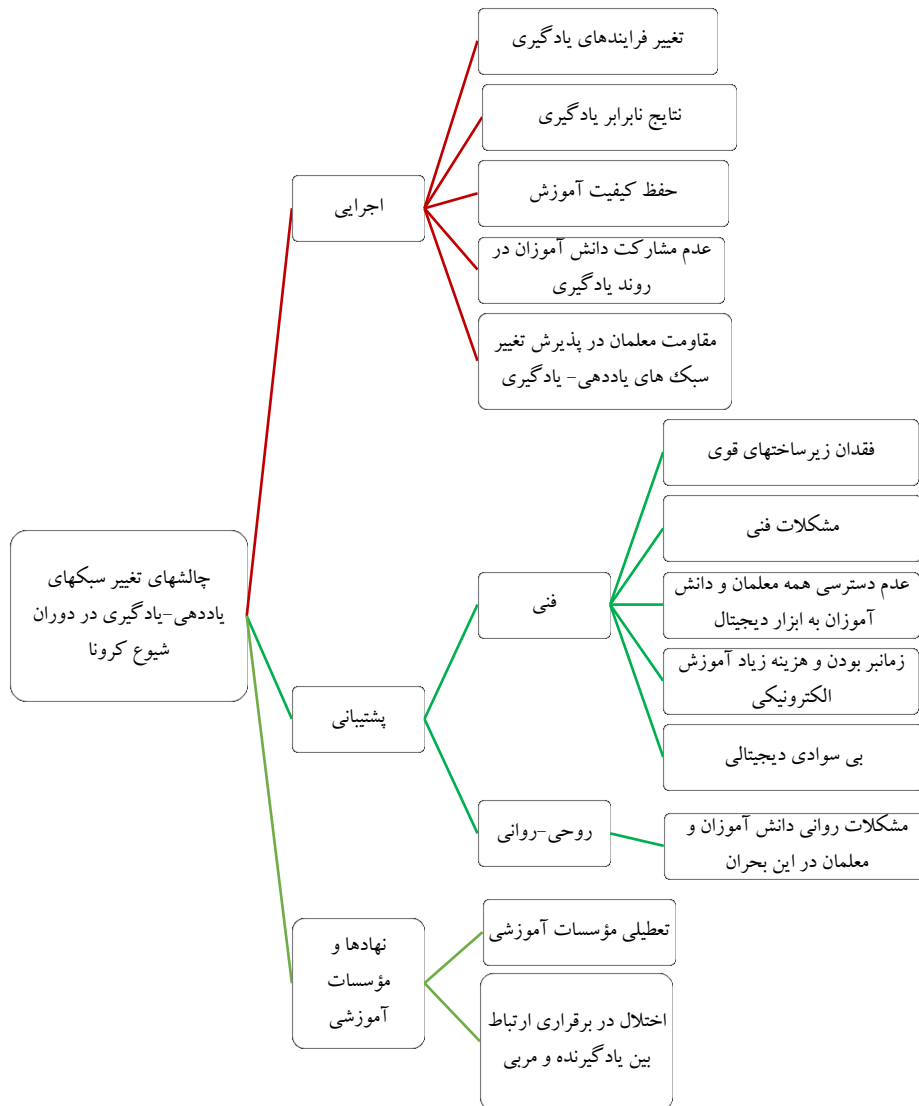 تغییر فرایندهای یادگیری
نتایج نابرابر یادگیری
حفظ کیفیت آموزش
اجرایی
عدم مشارکت دانش آموزان در
روند یادگیری
مقاومت معلمان در پذیرش تغییر
سبک های یاددهی- یادگیری
فقدان زیرساختهای قوی
مشکلات فنی
چالشهای تغییر سبکهای
یاددهی-یادگیری در دوران
شیوع کرونا
فنی
عدم دسترسی همه معلمان و دانش
آموزان به ابزار دیجیتال
زمانبر بودن و هزینه زیاد آموزش
الکترونیکی
پشتیبانی
بی سوادی دیجیتالی
روحی-روانی
مشکلات روانی دانش آموزان و
معلمان در این بحران
نهادها و
مؤسسات
آموزشی
تعطیلی مؤسسات آموزشی
اختلال در برقراری ارتباط
بین یادگیرنده و مربی